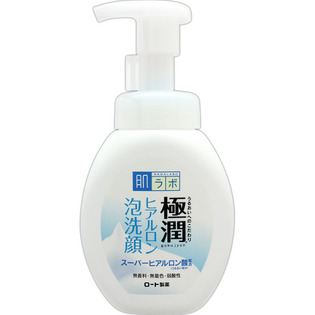 肌ラボ
うるおいへのこだわり
極潤
ヒアルロン
泡洗顔
スーパーヒアルロン酸配合
無香料・無着色・弱酸性
ロート製薬